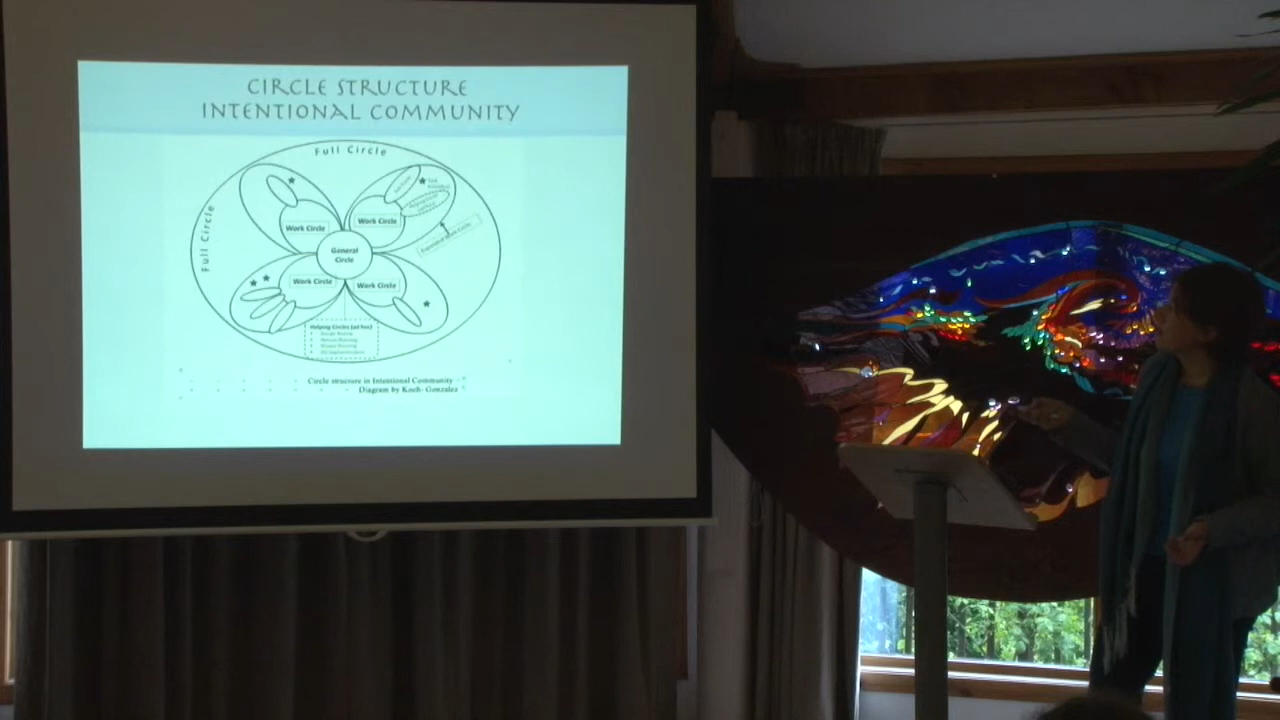 CIRCLE STRUCTURE
INTENTIONAL COMMUNITY
Full Circle
Full Circle
Work Circle
Work Circle
General
Circle
Work Circle
Work Circle
Helping Circles (ad hoc)
Circle structure in Intentional Community
Diagram by Koch- Gonzalez